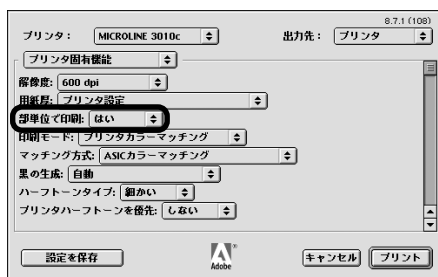 8.7.1 (108)
プリンタ： MICROLINE 3010c 出力先： プリンタ
プリンタ固有機能
解像度: 600 dpi
用紙厚: プリンタ設定
部単位で印刷: はい
印刷モード: プリンタカラーマッチング
マッチング方式: ASICカラーマッチング
黒の生成: 自動
ハーフトーンタイプ: 細かい
プリンタハーフトーンを優先: しない
設定を保存 Adobe キャンセル プリント